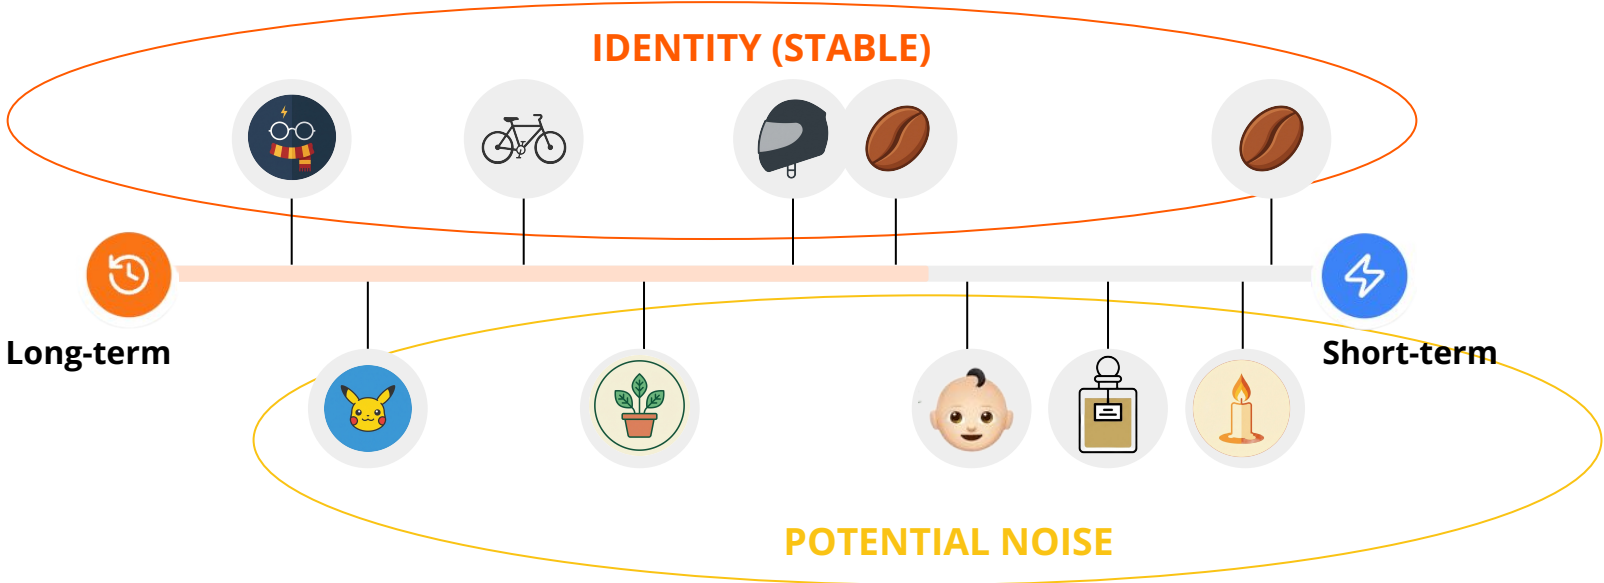 IDENTITY (STABLE)
Long-term
Short-term
POTENTIAL NOISE